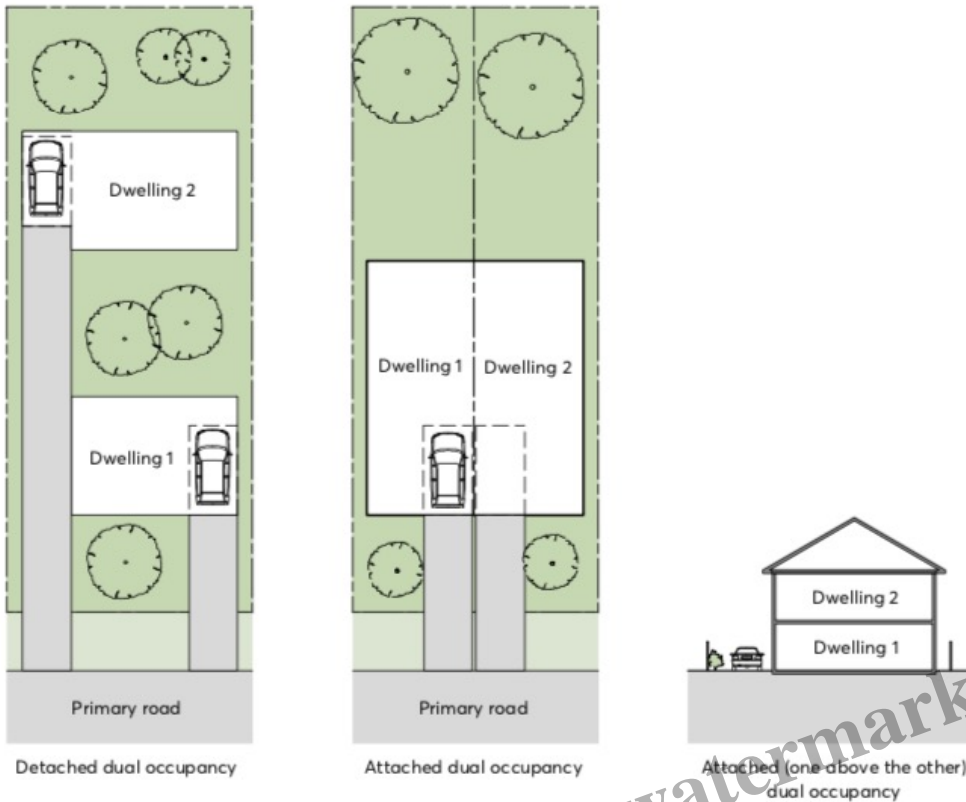 Dwelling 2
Dwelling 1
Primary road
Detached dual occupancy
Dwelling 1
Dwelling 2
Primary road
Attached dual occupancy
Dwelling 2
Dwelling 1
Attached (one above the other)
dual occupancy
watermark